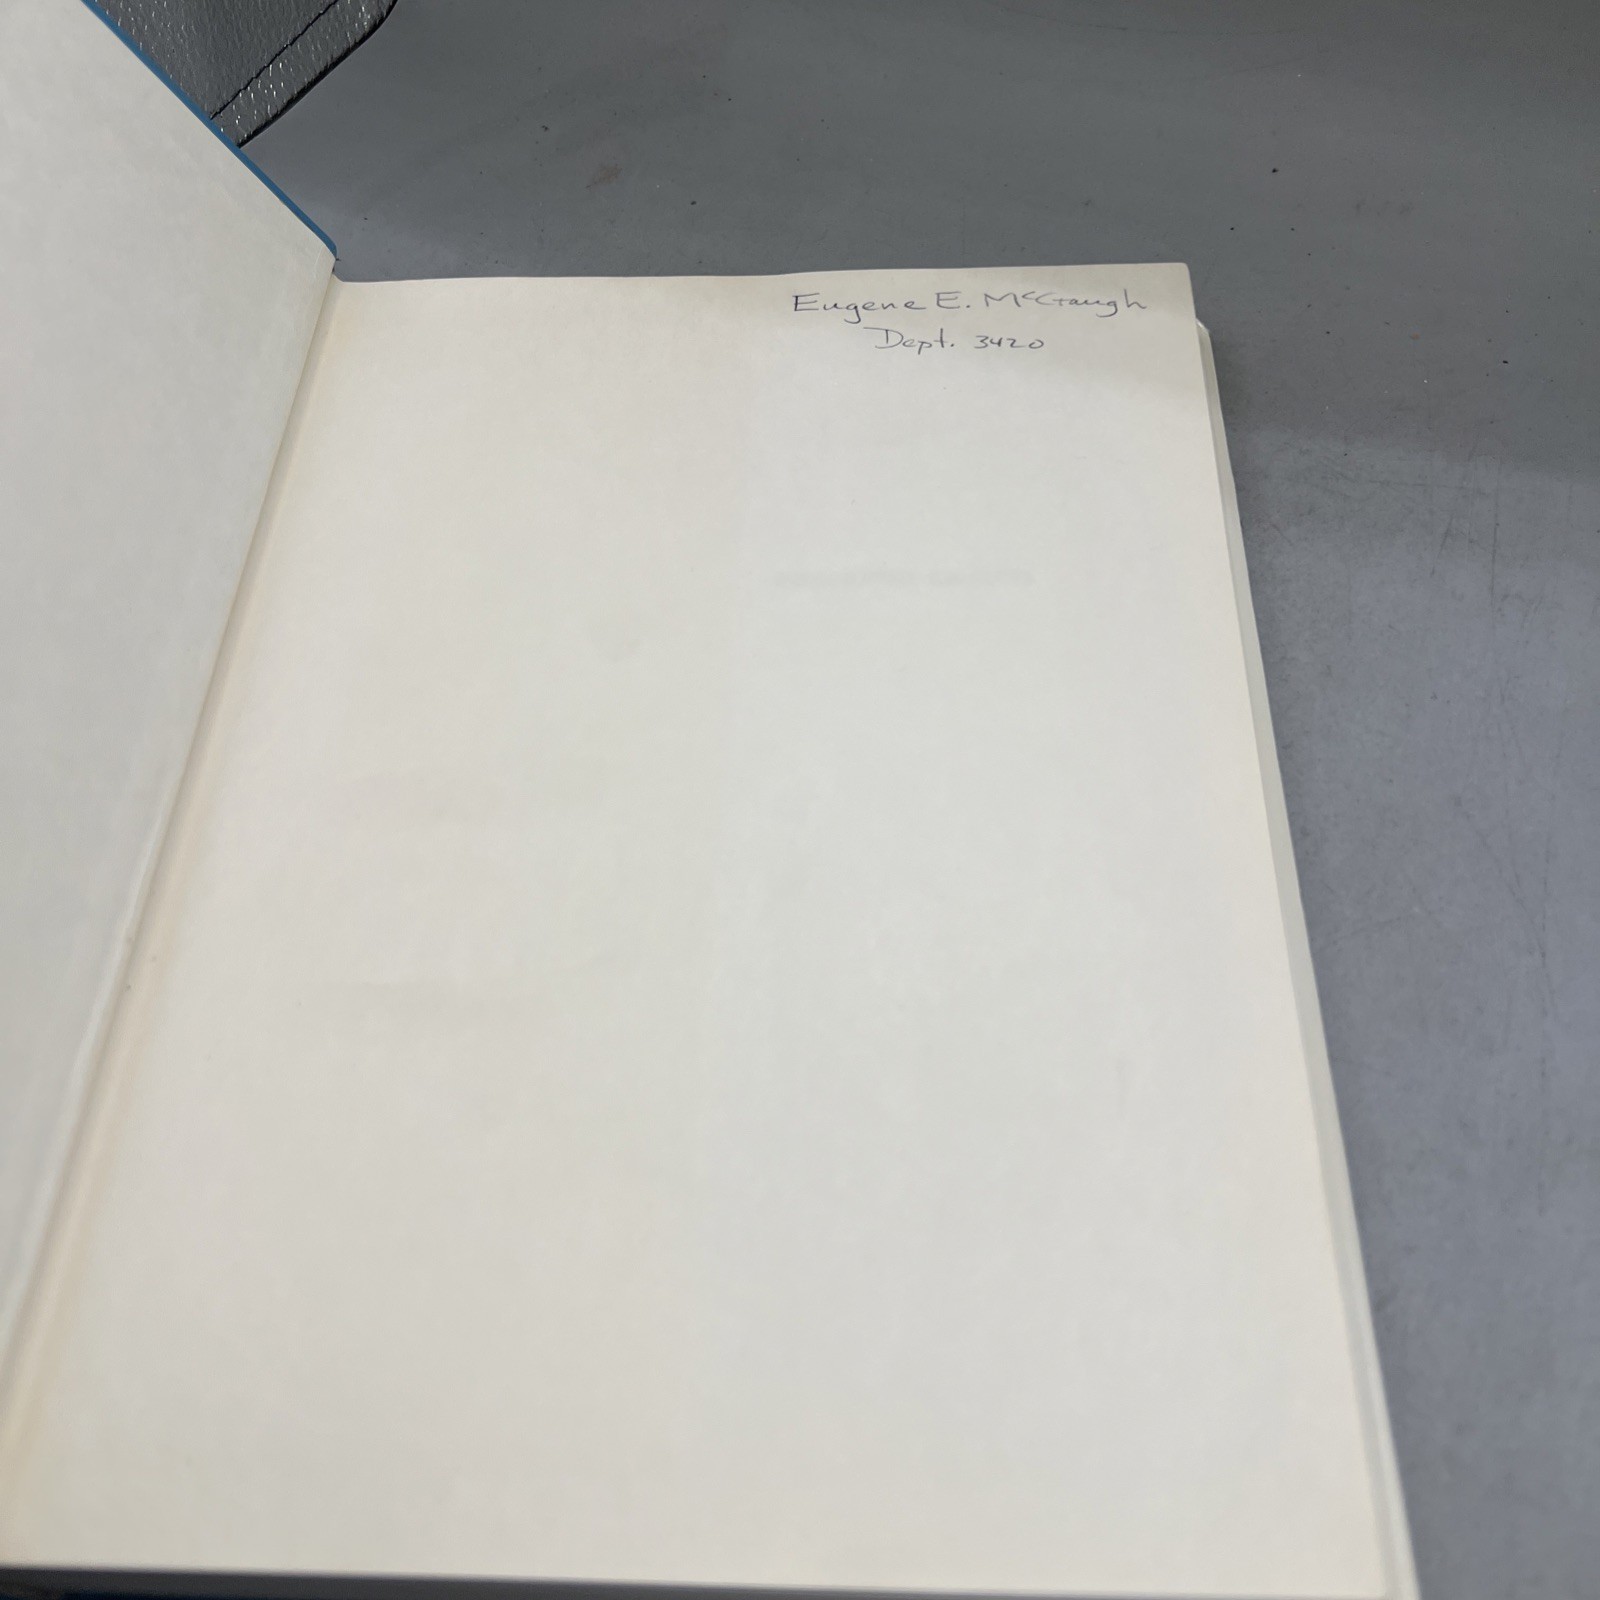 Eugene E. McGaugh
Dept. 3420